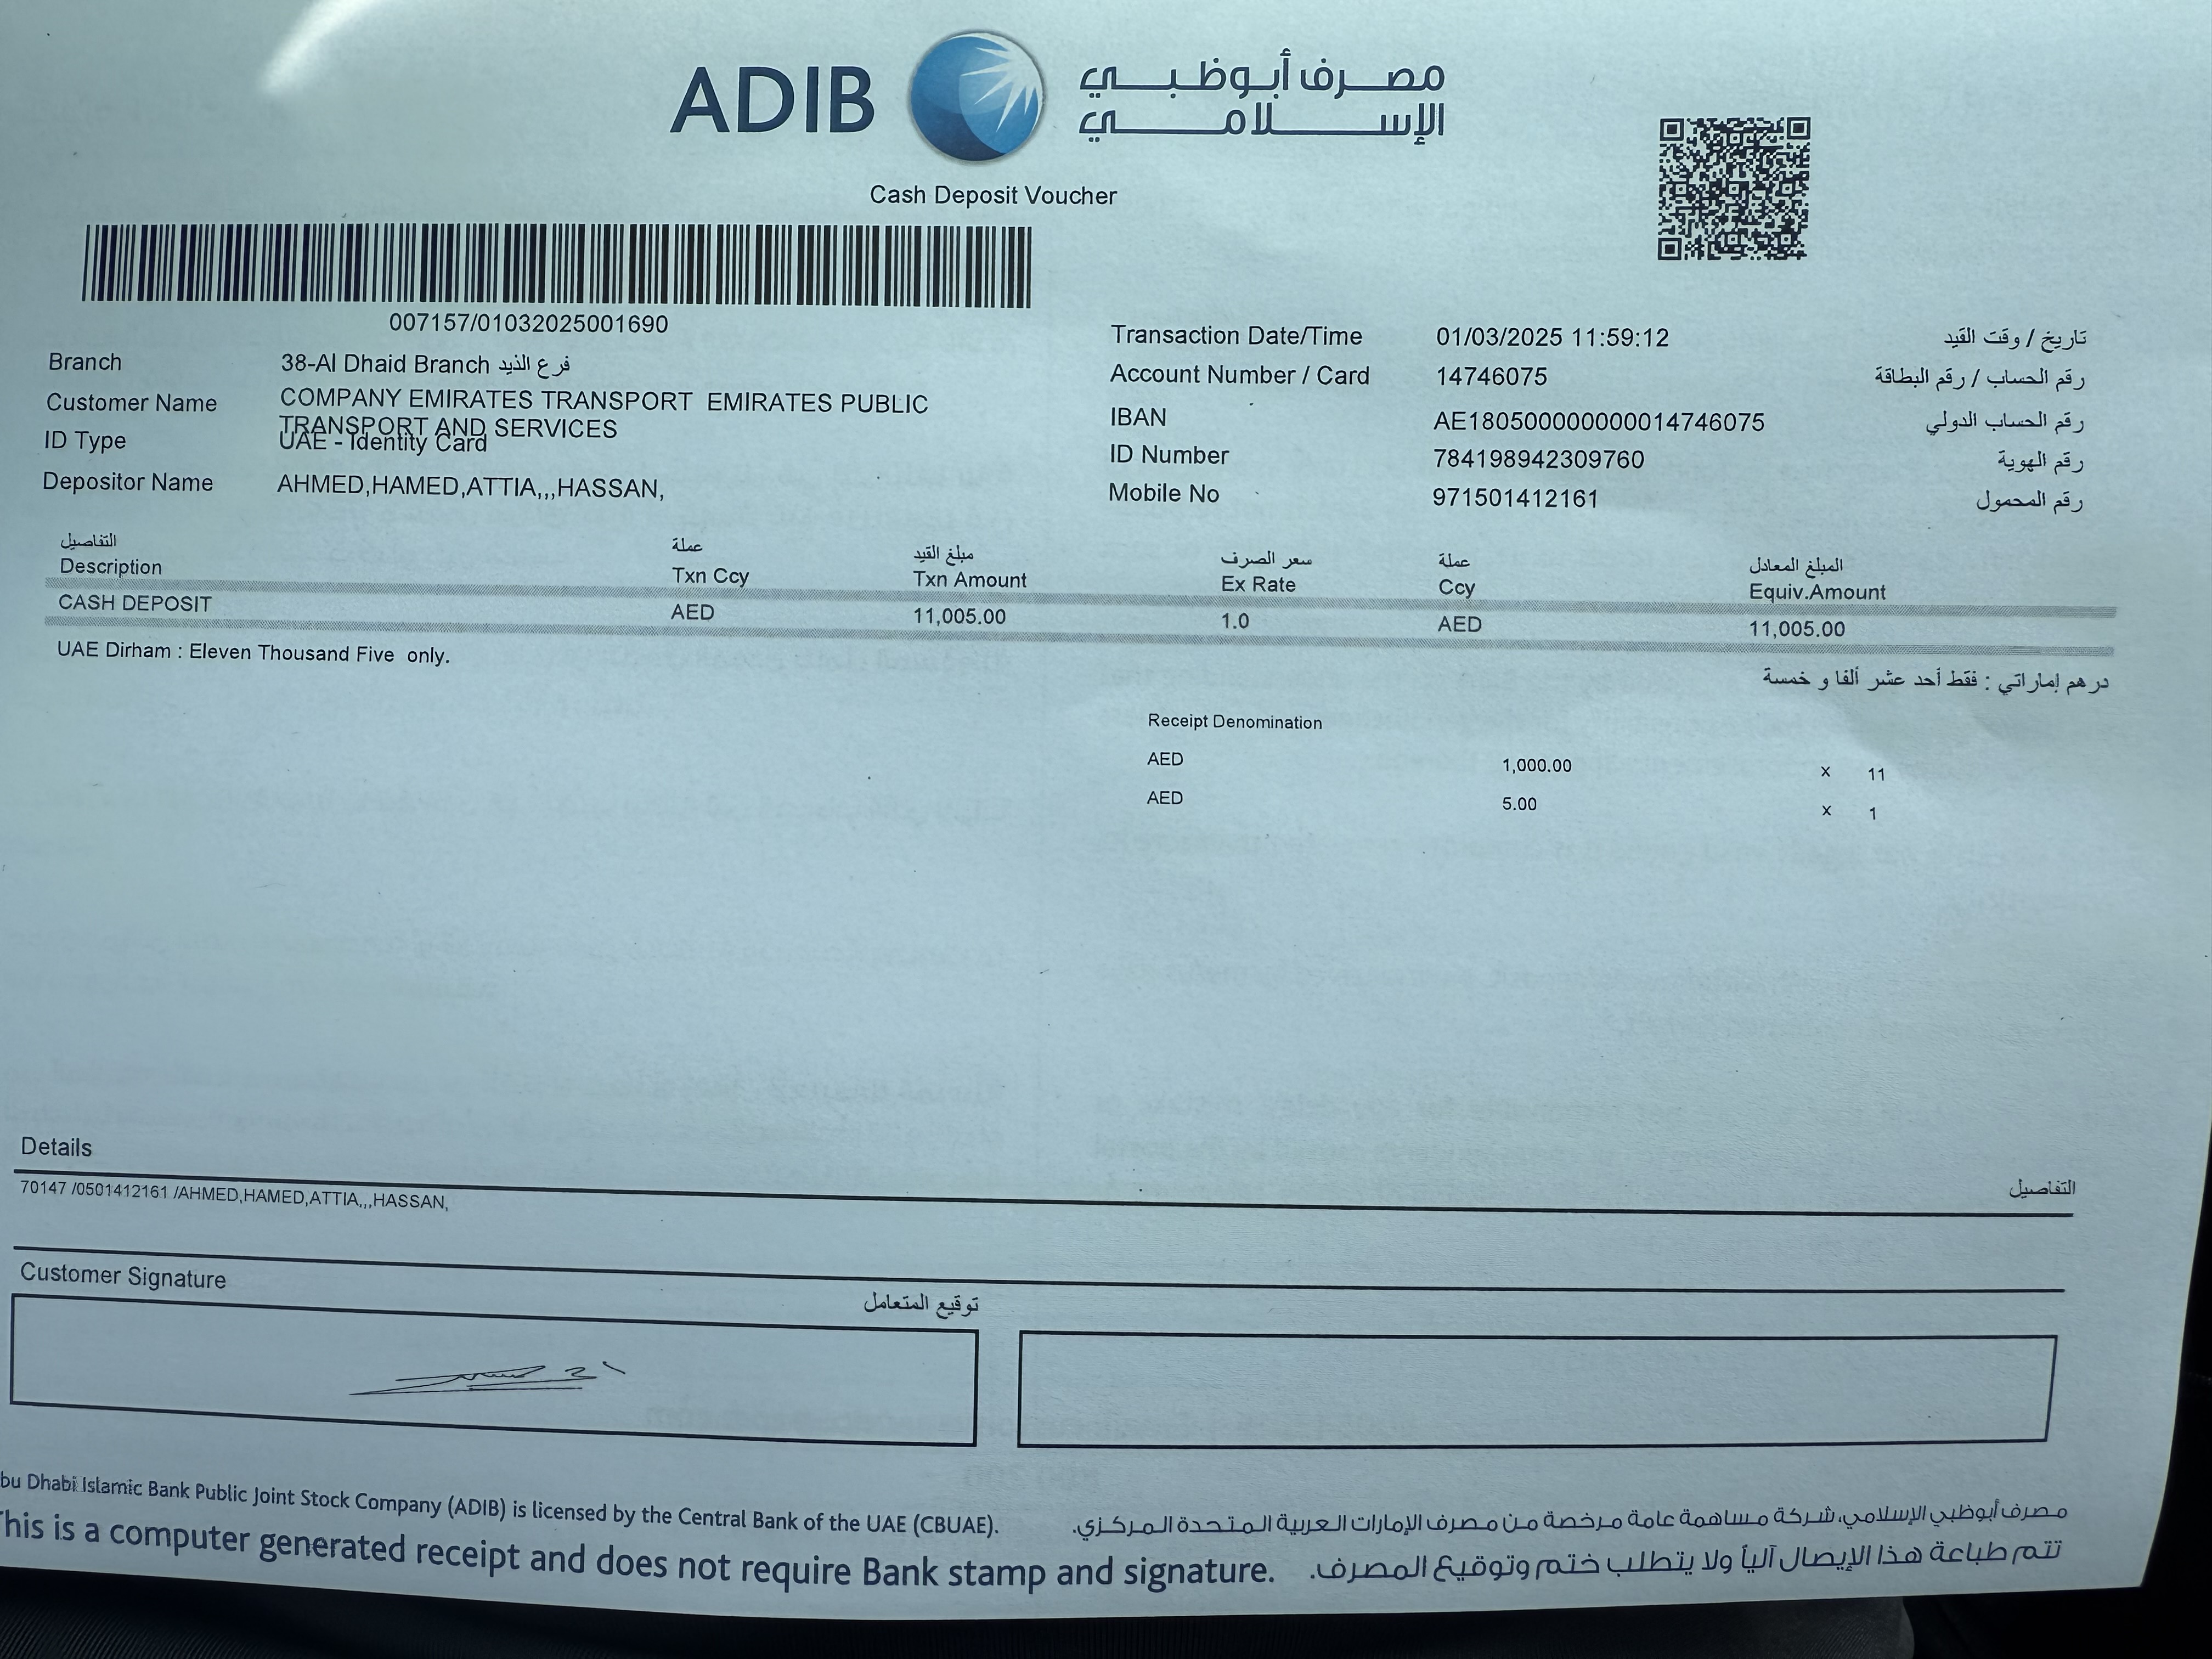 ADIB
مصرف أبوظبي
الإسلامي
Cash Deposit Voucher
007157/01032025001690
Transaction Date/Time 01/03/2025 11:59:12 تاريخ / وقت القيد
Branch 38-Al Dhaid Branch فرع الذيد
Account Number / Card 14746075 رقم الحساب / رقم البطاقة
Customer Name COMPANY EMIRATES TRANSPORT EMIRATES PUBLIC
TRANSPORT AND SERVICES
IBAN AE180500000000014746075 رقم الحساب الدولي
ID Type UAE - Identity Card
ID Number 784198942309760 رقم الهوية
Depositor Name AHMED,HAMED,ATTIA,,,HASSAN,
Mobile No 971501412161 رقم المحمول
التفاصيل عملة مبلغ القيد سعر الصرف عملة المبلغ المعادل
Description Txn Ccy Txn Amount Ex Rate Ccy Equiv.Amount
CASH DEPOSIT AED 11,005.00 1.0 AED 11,005.00
UAE Dirham : Eleven Thousand Five only.
درهم إماراتي : فقط أحد عشر ألفا و خمسة
Receipt Denomination
AED 1,000.00 x 11
AED 5.00 x 1
Details التفاصيل
70147 /0501412161 /AHMED,HAMED,ATTIA,,,HASSAN,
Customer Signature توقيع المتعامل
bu Dhabi Islamic Bank Public Joint Stock Company (ADIB) is licensed by the Central Bank of the UAE (CBUAE).
مصرف أبوظبي الإسلامي، شركة مساهمة عامة مرخصة من مصرف الإمارات العربية المتحدة المركزي.
This is a computer generated receipt and does not require Bank stamp and signature.
تتم طباعة هذا الإيصال آلياً ولا يتطلب ختم وتوقيع المصرف.